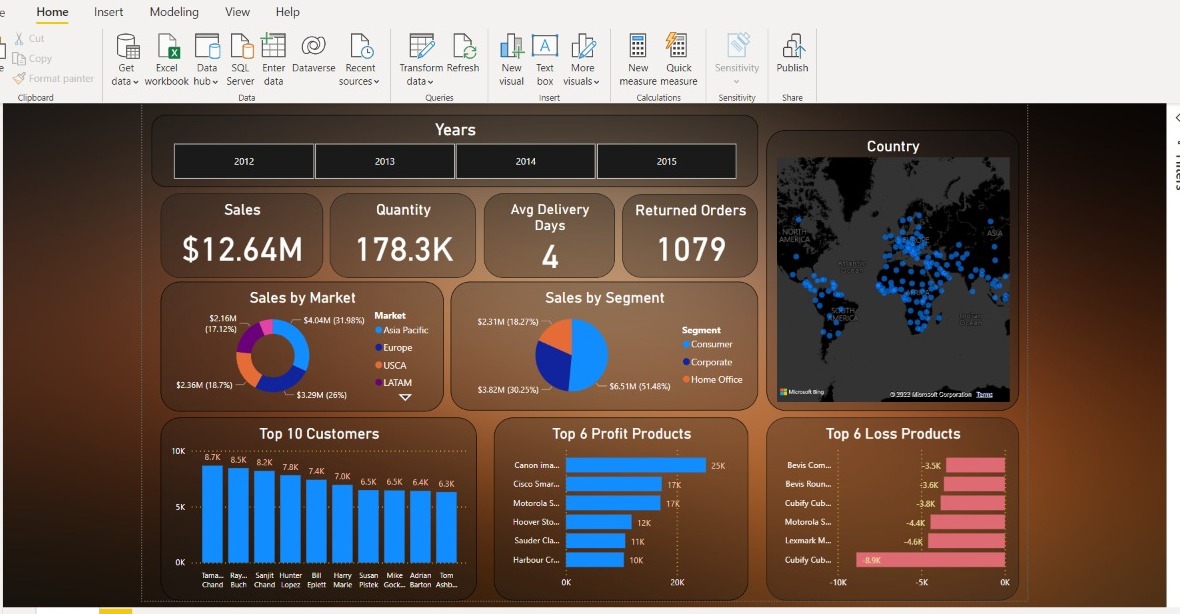 Home Insert Modeling View Help
Cut
Copy
Format painter
Clipboard
Get data
Excel workbook
Data hub
SQL Server
Enter data
Dataverse
Recent sources
Data
Transform data
Refresh
Queries
New visual
Text box
More visuals
Insert
New measure
Quick measure
Calculations
Sensitivity
Sensitivity
Publish
Share
Filters
Years
2012 2013 2014 2015
Sales
$12.64M
Quantity
178.3K
Avg Delivery
Days
4
Returned Orders
1079
Country
NORTH
AMERICA
EUROPE
ASIA
Atlantic
Ocean
AFRICA
SOUTH
AMERICA
Indian
Ocean
Microsoft Bing
© 2023 Microsoft Corporation Terms
Sales by Market
$2.16M
(17.12%)
$4.04M (31.98%)
$2.36M (18.7%)
$3.29M (26%)
Market
Asia Pacific
Europe
USCA
LATAM
Sales by Segment
$2.31M (18.27%)
$3.82M (30.25%)
$6.51M (51.48%)
Segment
Consumer
Corporate
Home Office
Top 10 Customers
10K
5K
0K
8.7K 8.5K 8.2K 7.8K 7.4K 7.0K 6.5K 6.5K 6.4K 6.3K
Tama... Ray... Sanjit Hunter Bill Harry Susan Mike Adrian Tom
Chand Buch Chand Lopez Eplett Marie Pistek Gock... Barton Ashb...
Top 6 Profit Products
Canon ima... 25K
Cisco Smar... 17K
Motorola S... 17K
Hoover Sto... 12K
Sauder Cla... 11K
Harbour Cr... 10K
0K 20K
Top 6 Loss Products
Bevis Com... -3.5K
Bevis Roun... -3.6K
Cubify Cub... -3.8K
Motorola S... -4.4K
Lexmark M... -4.6K
Cubify Cub... -8.9K
-10K -5K 0K